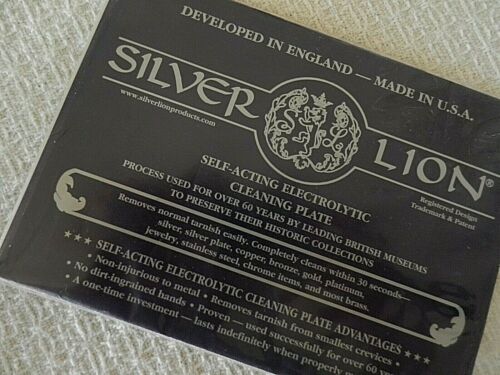 DEVELOPED IN ENGLAND — MADE IN U.S.A.
SILVER LION®
www.silverlionproducts.com
Registered Design
Trademark & Patent
SL
SELF-ACTING ELECTROLYTIC
CLEANING PLATE
PROCESS USED FOR OVER 60 YEARS BY LEADING BRITISH MUSEUMS
TO PRESERVE THEIR HISTORIC COLLECTIONS
Removes normal tarnish easily. Completely cleans within 30 seconds—
silver, silver plate, copper, bronze, gold, platinum,
jewelry, stainless steel, chrome items, and most brass.
★★★ SELF-ACTING ELECTROLYTIC CLEANING PLATE ADVANTAGES ★★★
• Non-injurious to metal • Removes tarnish from smallest crevices •
No dirt-ingrained hands • Proven — used successfully for over 60
A one-time investment — lasts indefinitely when properly